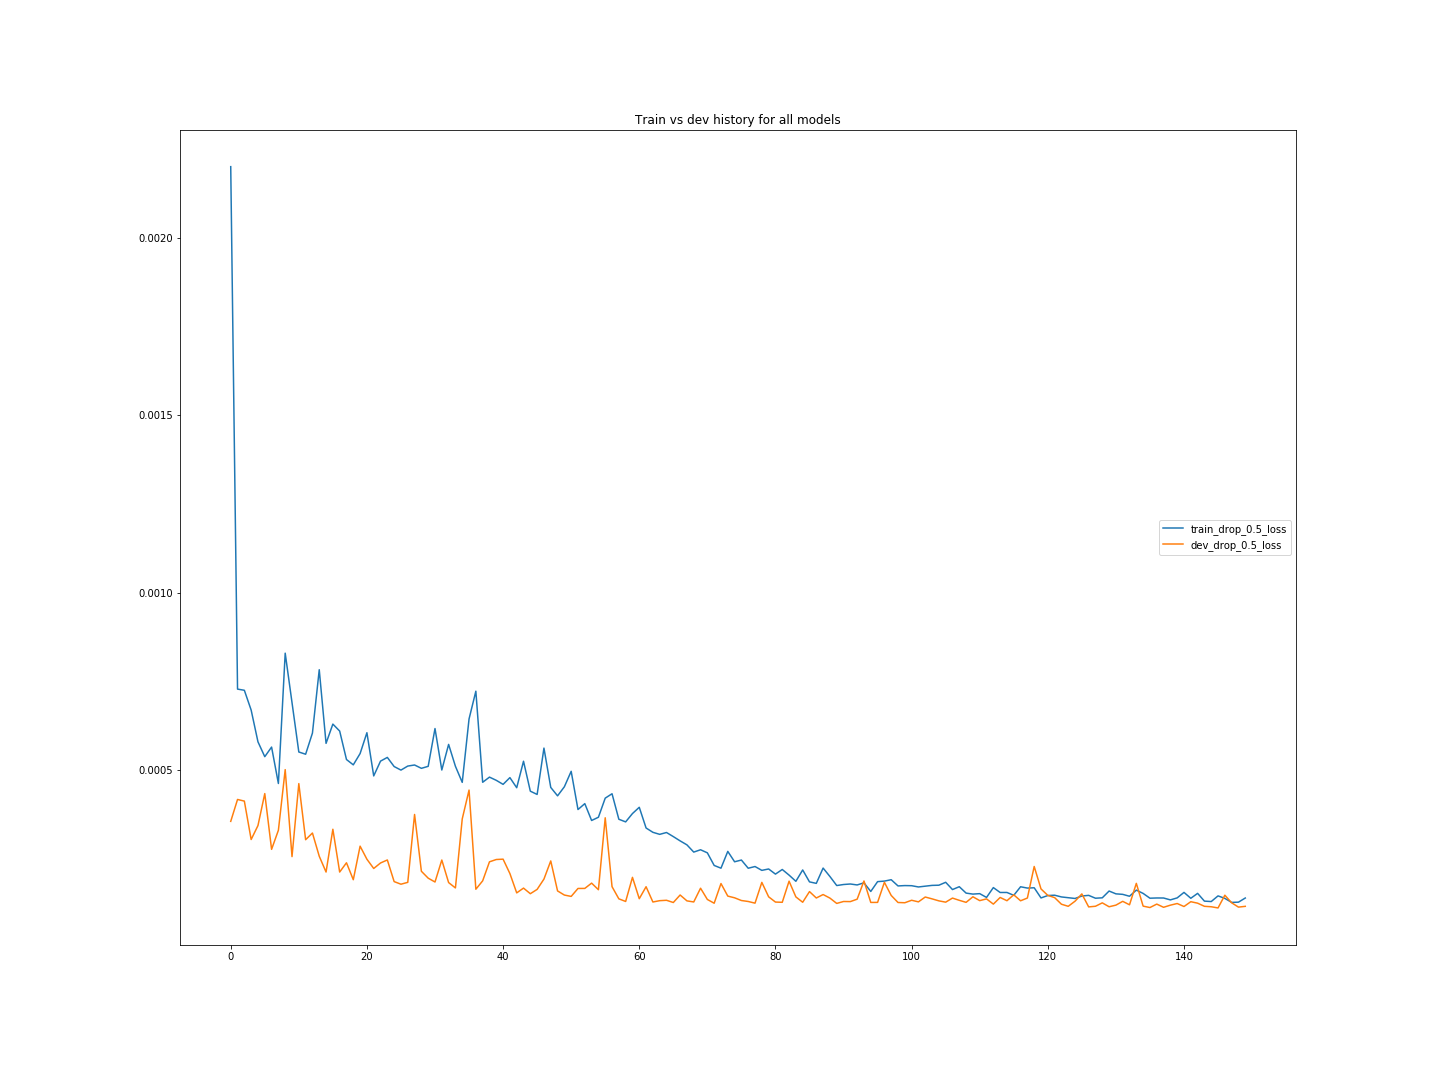 Train vs dev history for all models
0.0020
0.0015
0.0010
0.0005
train_drop_0.5_loss
dev_drop_0.5_loss
0 20 40 60 80 100 120 140